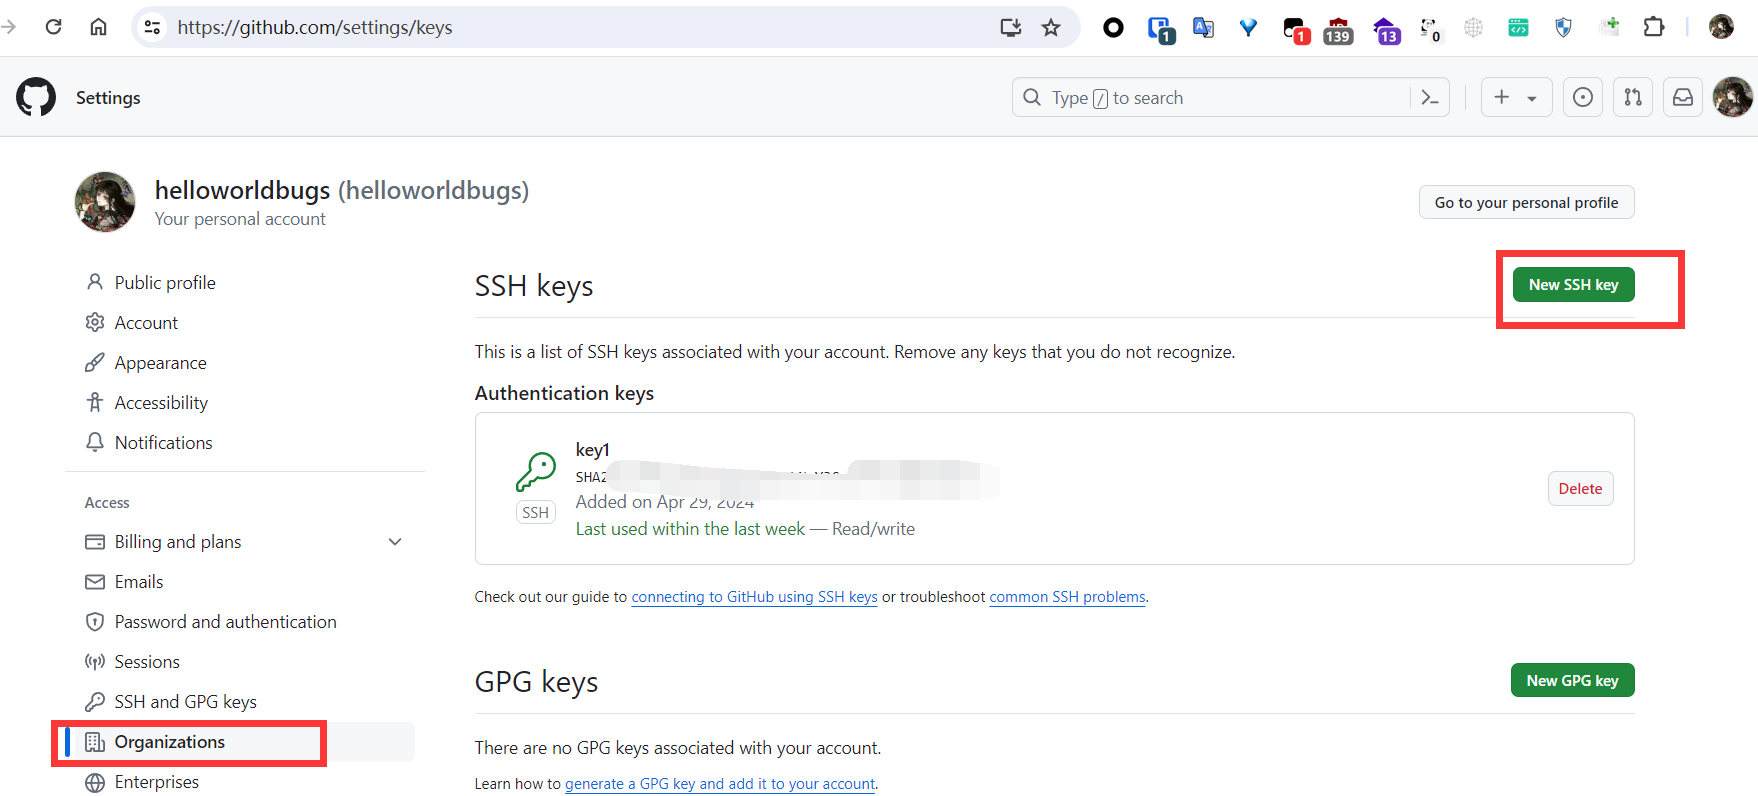 https://github.com/settings/keys
1
1
139
13
0
Settings
Type / to search
helloworldbugs (helloworldbugs)
Your personal account
Go to your personal profile
Public profile
Account
Appearance
Accessibility
Notifications
Access
Billing and plans
Emails
Password and authentication
Sessions
SSH and GPG keys
Organizations
Enterprises
SSH keys
New SSH key
This is a list of SSH keys associated with your account. Remove any keys that you do not recognize.
Authentication keys
key1
SHA2
Added on Apr 29, 2024
Last used within the last week — Read/write
SSH
Delete
Check out our guide to connecting to GitHub using SSH keys or troubleshoot common SSH problems.
GPG keys
New GPG key
There are no GPG keys associated with your account.
Learn how to generate a GPG key and add it to your account.